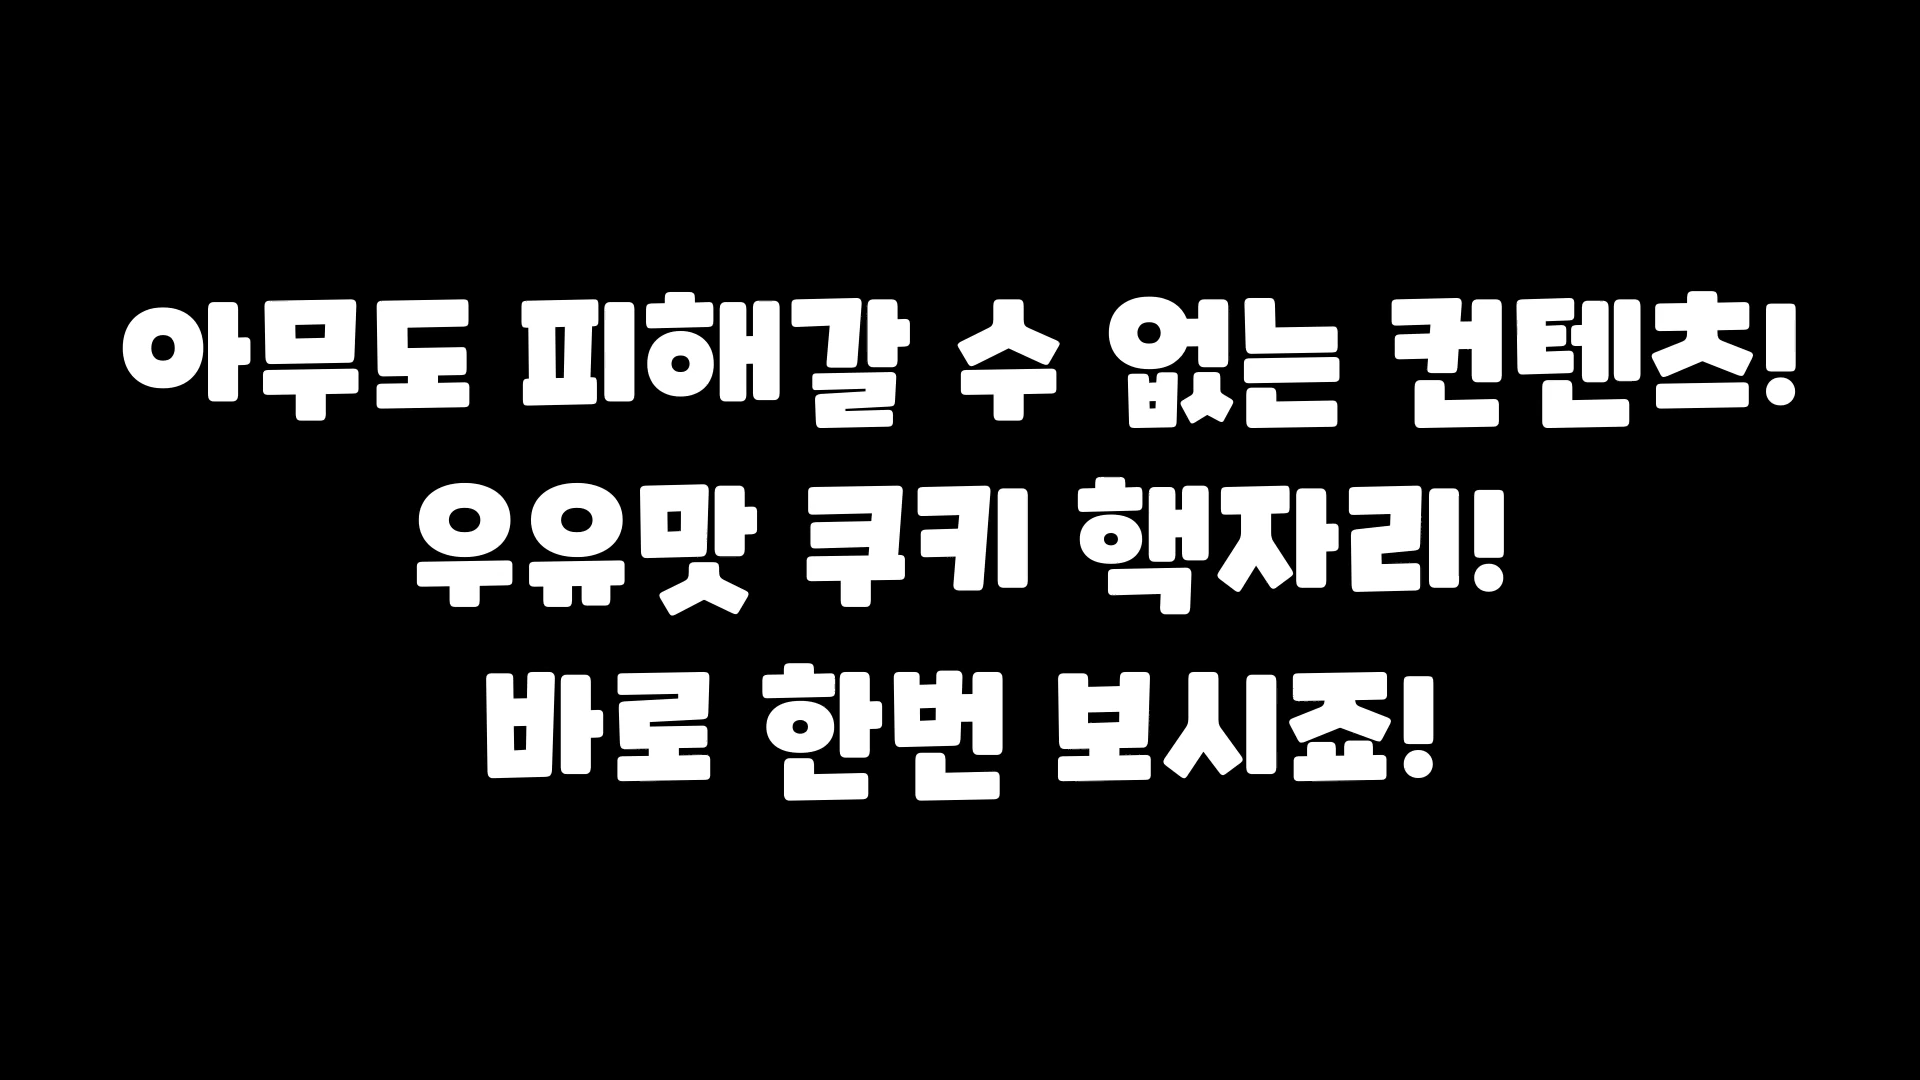 아무도 피해갈 수 없는 컨텐츠!
우유맛 쿠키 핵자리!
바로 한번 보시죠!